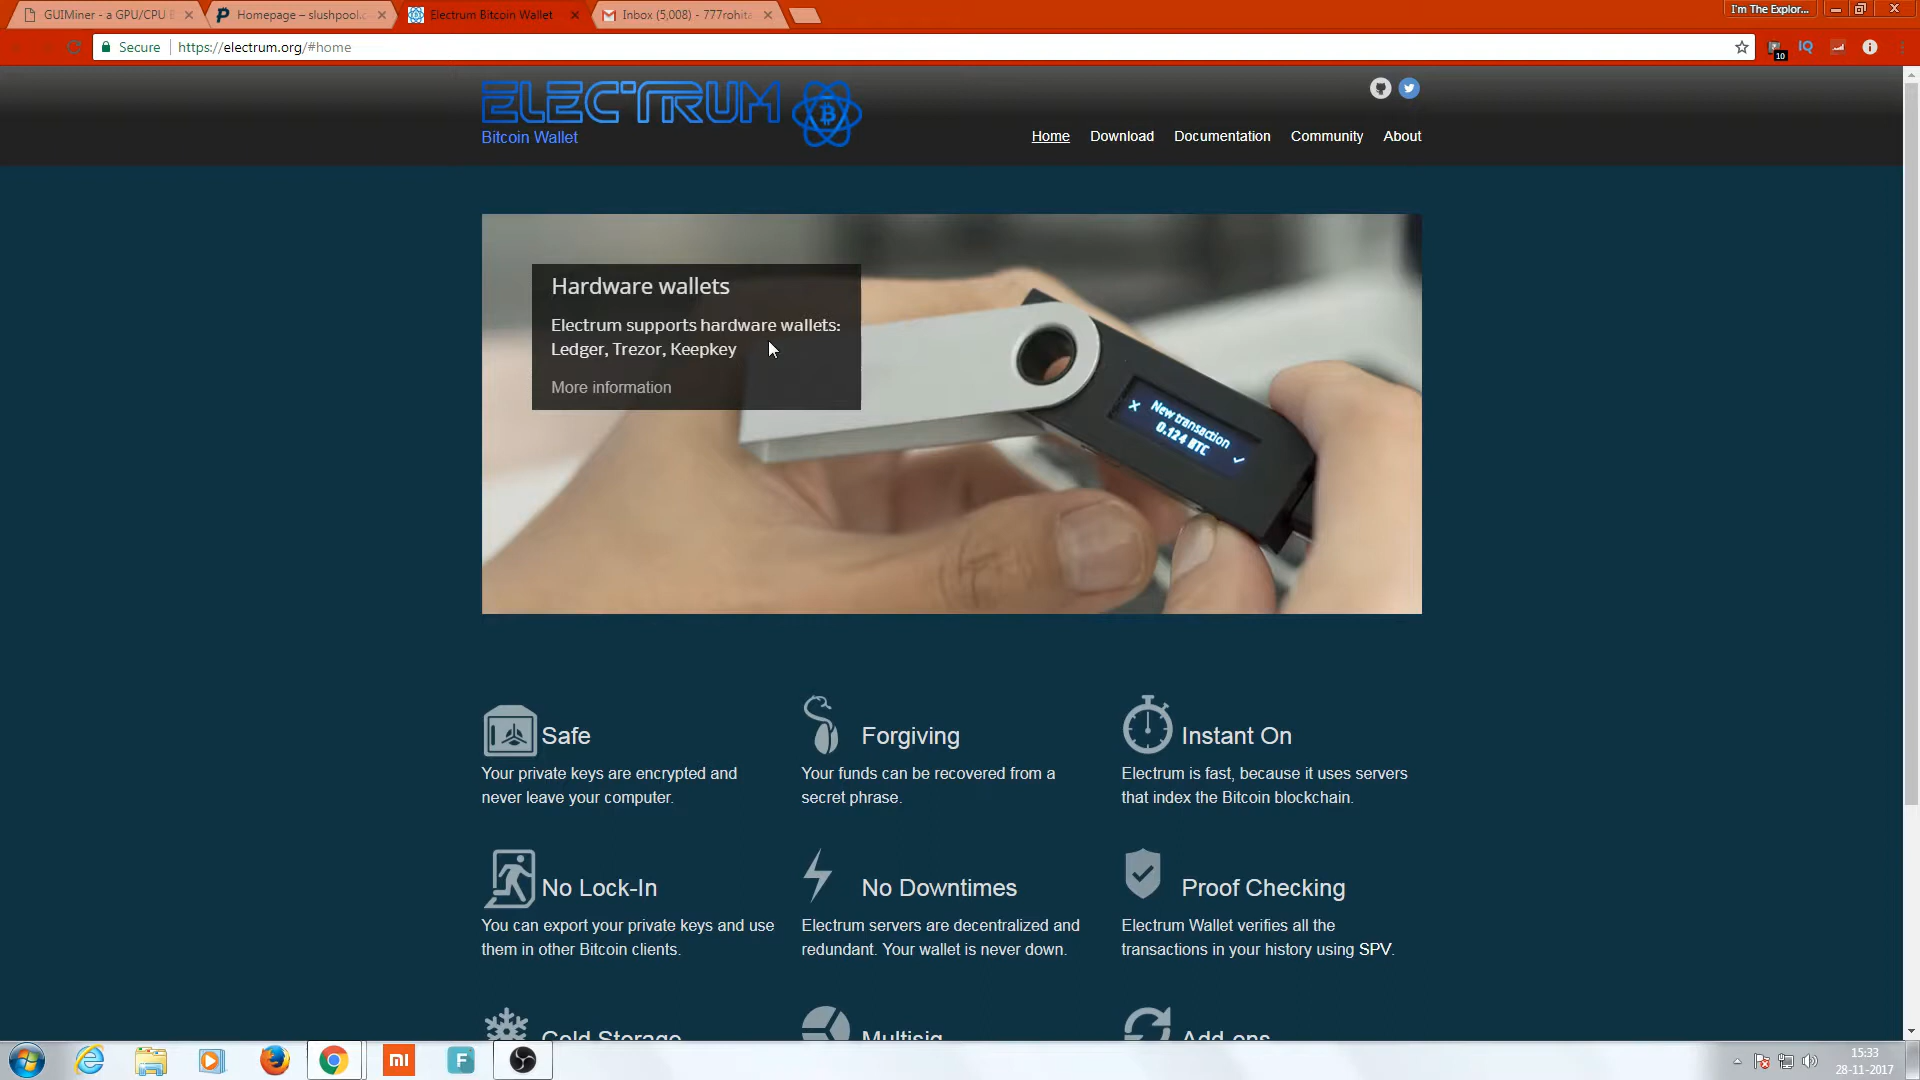 GUIMiner - a GPU/CPU B
Homepage – slushpool.c
Electrum Bitcoin Wallet
Inbox (5,008) - 777rohit
I'm The Explor...
Secure
https://electrum.org/#home
10
IQ
ELECTRUM
Bitcoin Wallet
Home
Download
Documentation
Community
About
Hardware wallets
Electrum supports hardware wallets:
Ledger, Trezor, Keepkey
More information
New transaction
0.124 BTC
Safe
Your private keys are encrypted and
never leave your computer.
Forgiving
Your funds can be recovered from a
secret phrase.
Instant On
Electrum is fast, because it uses servers
that index the Bitcoin blockchain.
No Lock-In
You can export your private keys and use
them in other Bitcoin clients.
No Downtimes
Electrum servers are decentralized and
redundant. Your wallet is never down.
Proof Checking
Electrum Wallet verifies all the
transactions in your history using SPV.
Cold Storage
Multisig
Add-ons
mi
F
15:33
28-11-2017